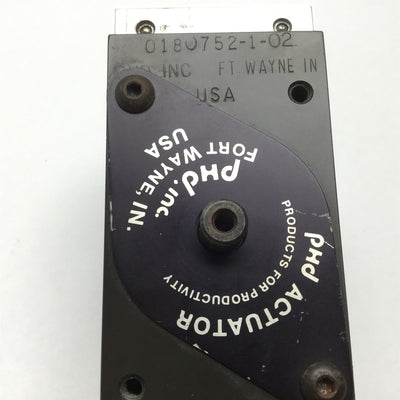 0180752-1-02
INC FT. WAYNE IN
USA
PHd, inc.
FORT WAYNE, IN.
USA
PHd ACTUATOR
PRODUCTS FOR PRODUCTIVITY